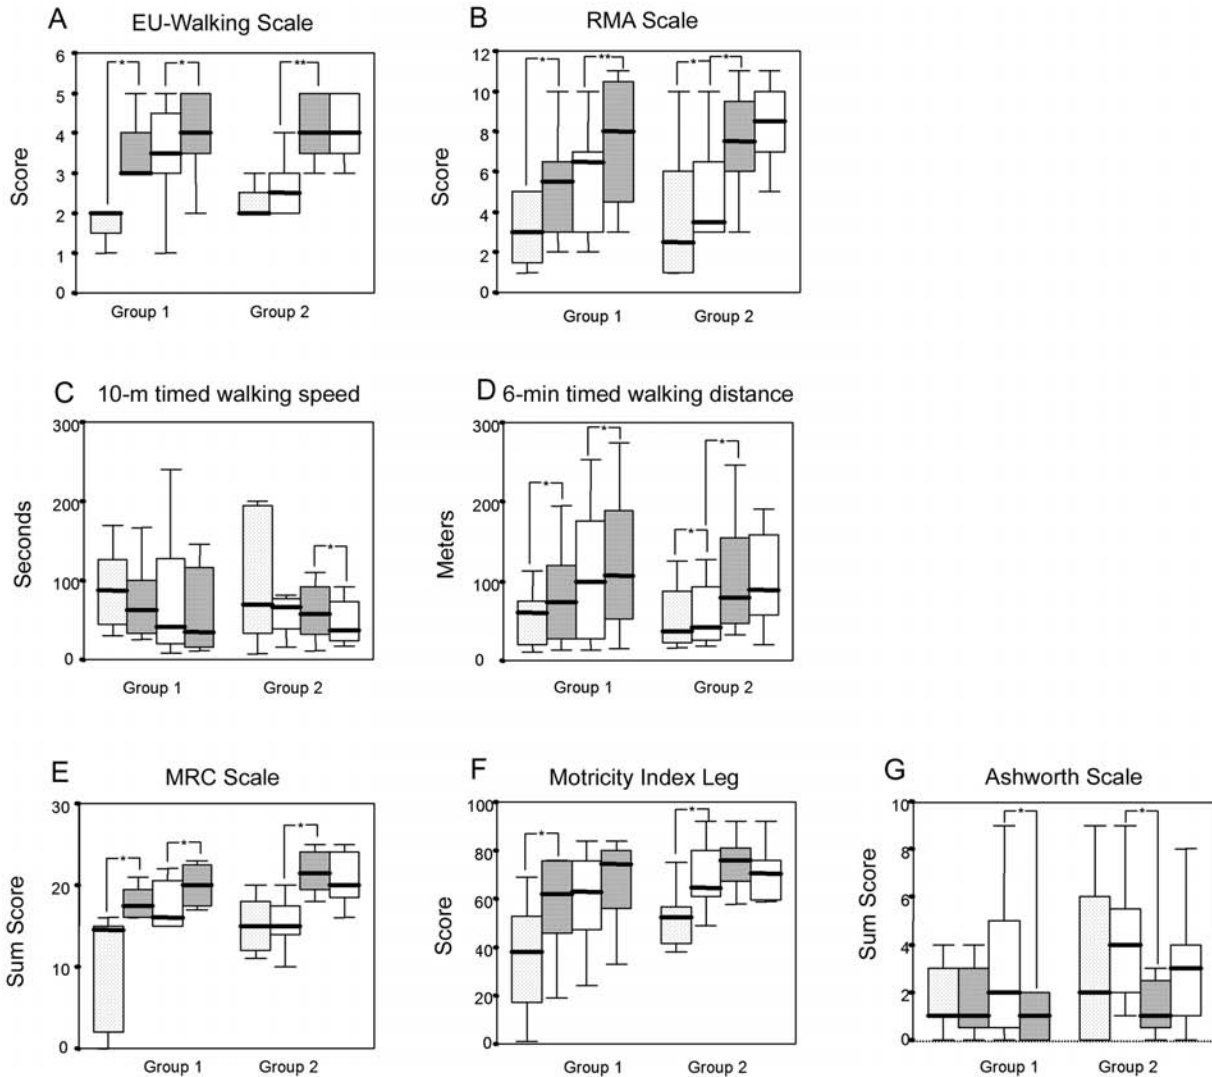 A EU-Walking Scale
Score
6
5
4
3
2
1
0
* * **
Group 1 Group 2
B RMA Scale
Score
12
10
8
6
4
2
0
* ** * *
Group 1 Group 2
C 10-m timed walking speed
Seconds
300
200
100
0
*
Group 1 Group 2
D 6-min timed walking distance
Meters
300
200
100
0
* * * *
Group 1 Group 2
E MRC Scale
Sum Score
30
20
10
0
* * *
Group 1 Group 2
F Motricity Index Leg
Score
100
80
60
40
20
0
* *
Group 1 Group 2
G Ashworth Scale
Sum Score
10
8
6
4
2
0
* *
Group 1 Group 2